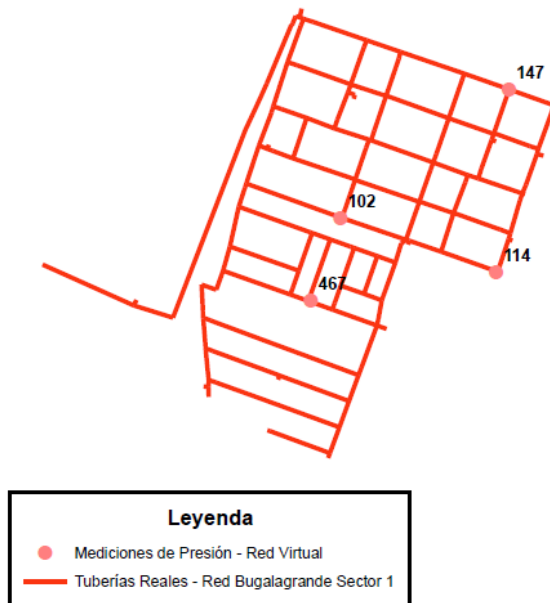 147
102
114
467
Leyenda
Mediciones de Presión - Red Virtual
Tuberías Reales - Red Bugalagrande Sector 1